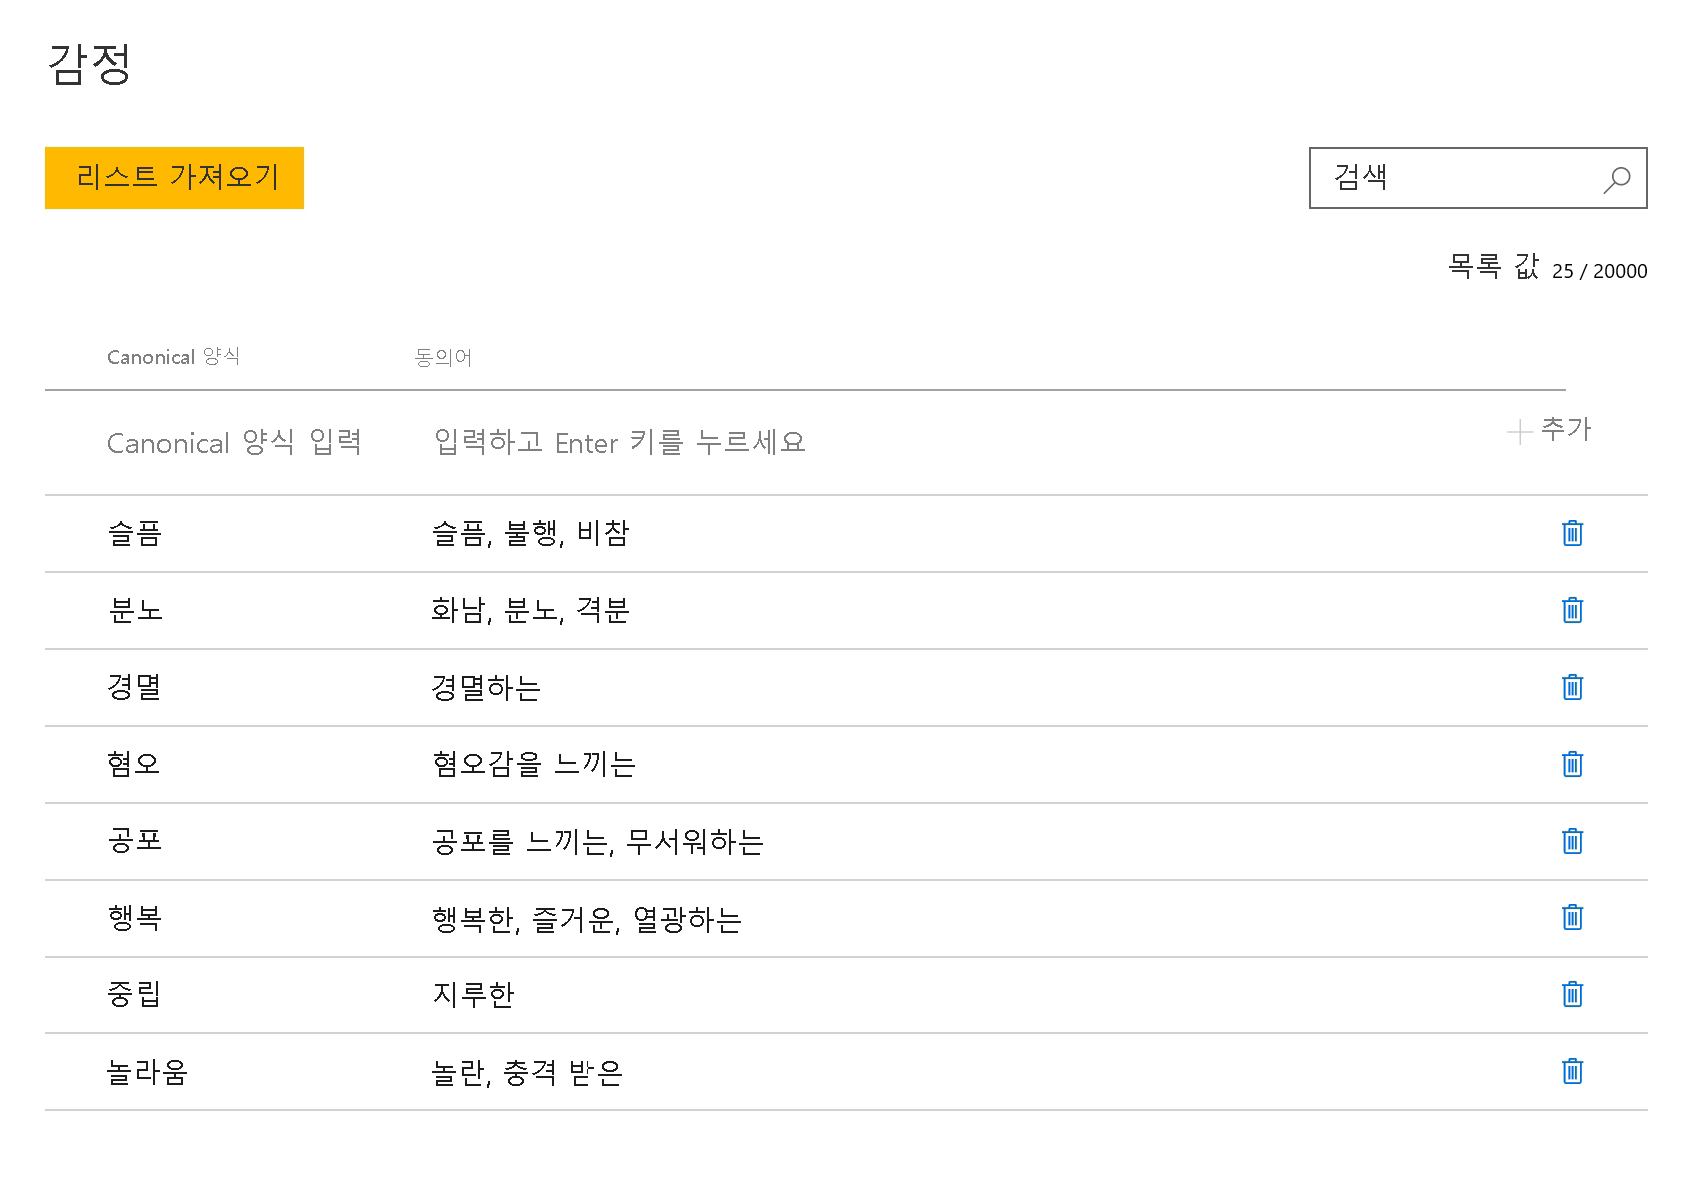 감정
리스트 가져오기
검색
목록 값 25 / 20000
Canonical 양식 동의어
Canonical 양식 입력 입력하고 Enter 키를 누르세요 추가
슬픔 슬픔, 불행, 비참
분노 화남, 분노, 격분
경멸 경멸하는
혐오 혐오감을 느끼는
공포 공포를 느끼는, 무서워하는
행복 행복한, 즐거운, 열광하는
중립 지루한
놀라움 놀란, 충격 받은